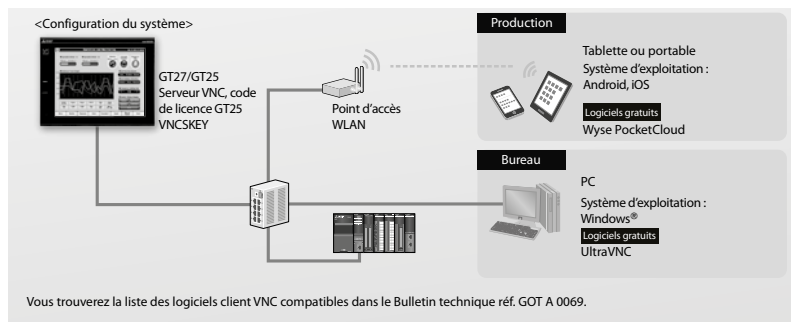 <Configuration du système>
GT27/GT25
Serveur VNC, code
de licence GT25
VNCSKEY
Point d'accès
WLAN
Production
Tablette ou portable
Système d'exploitation :
Android, iOS
Logiciels gratuits
Wyse PocketCloud
Bureau
PC
Système d'exploitation :
Windows®
Logiciels gratuits
UltraVNC
Vous trouverez la liste des logiciels client VNC compatibles dans le Bulletin technique réf. GOT A 0069.